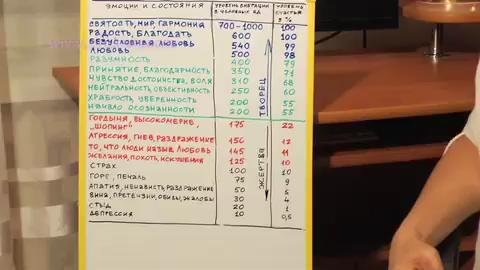 ЭМОЦИИ И СОСТОЯНИЯ УРОВЕНЬ ВИБРАЦИИ В УСЛОВНЫХ ЕД. УРОВЕНЬ СЧАСТЬЯ В %
СВЯТОСТЬ, МИР, ГАРМОНИЯ 700-1000 100
РАДОСТЬ, БЛАГОДАТЬ 600 100
БЕЗУСЛОВНАЯ ЛЮБОВЬ 540 99
ЛЮБОВЬ 500 98
РАЗУМНОСТЬ 400 79
ПРИНЯТИЕ, БЛАГОДАРНОСТЬ 350 71
ЧУВСТВО ДОСТОИНСТВА, ВОЛЯ 310 68
НЕЙТРАЛЬНОСТЬ, ОБЪЕКТИВНОСТЬ 250 60
ХРАБРОСТЬ, УВЕРЕННОСТЬ 200 55
НАЧАЛО ОСОЗНАННОСТИ 200 55
ТВОРЕЦ
ГОРДЫНЯ, ВЫСОКОМЕРИЕ, 175 22
„ШОПИНГ"
АГРЕССИЯ, ГНЕВ, РАЗДРАЖЕНИЕ 150 12
ТО, ЧТО ЛЮДИ НАЗЫВ. ЛЮБОВЬЮ 145 11
ЖЕЛАНИЯ, ПОХОТЬ, ИСКУШЕНИЯ 125 10
СТРАХ 100 10
ГОРЕ, ПЕЧАЛЬ 75 9
АПАТИЯ, НЕНАВИСТЬ, РАЗДРАЖЕНИЕ 50 5
ВИНА, ПРЕТЕНЗИИ, ОБИДЫ, ЖАЛОБЫ 30 4
СТЫД 20 1
ДЕПРЕССИЯ 10 0,5
ЖЕРТВА